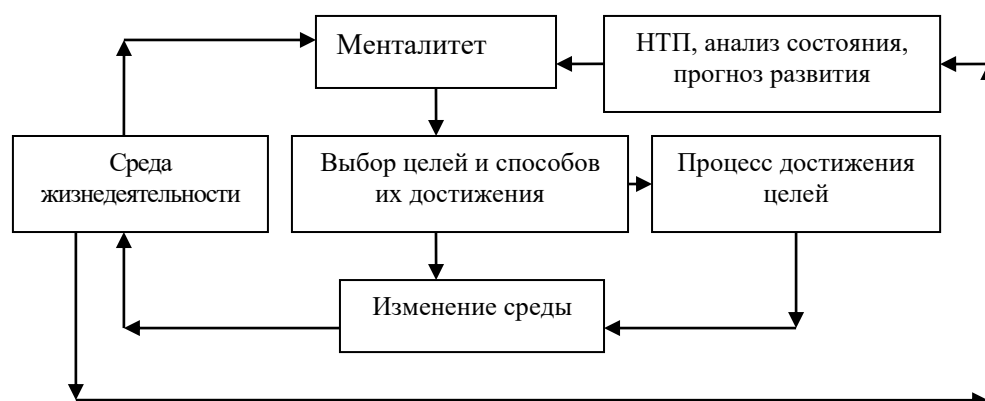 Менталитет
НТП, анализ состояния,
прогноз развития
Среда
жизнедеятельности
Выбор целей и способов
их достижения
Процесс достижения
целей
Изменение среды